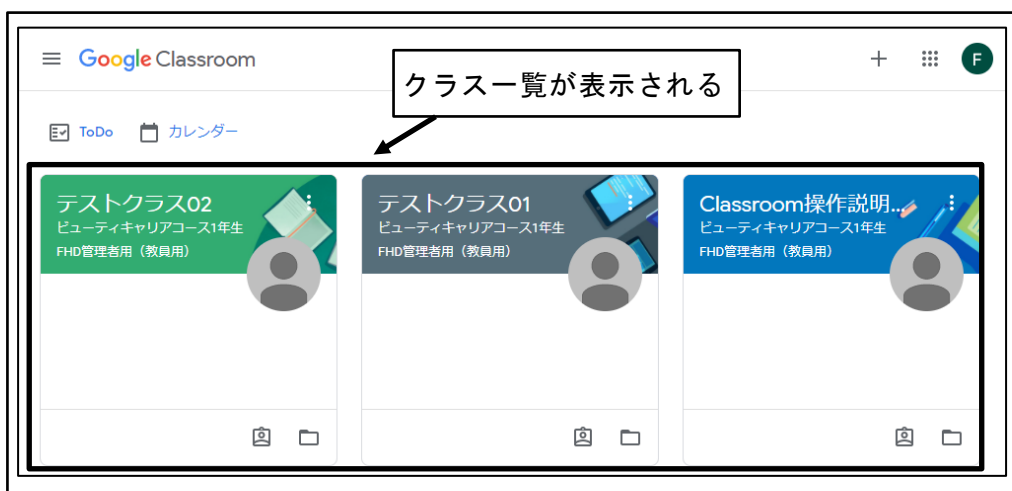 Google Classroom
F
クラス一覧が表示される
ToDo カレンダー
テストクラス02
ビューティキャリアコース1年生
FHD管理者用（教員用）
テストクラス01
ビューティキャリアコース1年生
FHD管理者用（教員用）
Classroom操作説明...
ビューティキャリアコース1年生
FHD管理者用（教員用）